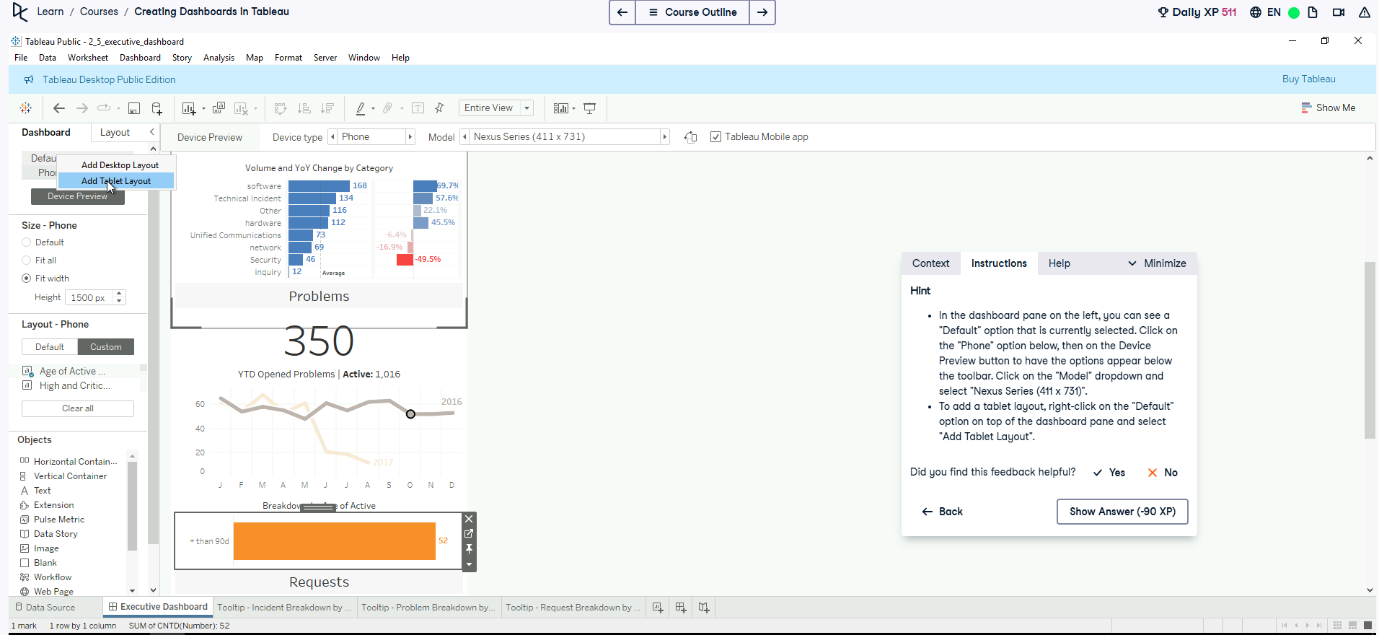 Learn / Courses / Creating Dashboards in Tableau
Course Outline
Daily XP 511
EN
Tableau Public - 2_5_executive_dashboard
File Data Worksheet Dashboard Story Analysis Map Format Server Window Help
Tableau Desktop Public Edition
Buy Tableau
Entire View
Show Me
Dashboard Layout
Device Preview Device type Phone Model Nexus Series (411 x 731) Tableau Mobile app
Add Desktop Layout
Add Tablet Layout
Device Preview
Size - Phone
Default
Fit all
Fit width
Height 1500 px
Layout - Phone
Default Custom
Age of Active ...
High and Critic...
Clear all
Objects
Horizontal Contain...
Vertical Container
Text
Extension
Pulse Metric
Data Story
Image
Blank
Workflow
Web Page
Volume and YoY Change by Category
software 168 69.7%
Technical Incident 134 57.6%
Other 116 22.1%
hardware 112 45.5%
Unified Communications 73 -6.4%
network 69 -16.9%
Security 46 -49.5%
inquiry 12 Average
Problems
350
YTD Opened Problems | Active: 1,016
60
40
20
0
2016
2017
J F M A M J J A S O N D
+ than 90d 52
Requests
Context Instructions Help Minimize
Hint
• In the dashboard pane on the left, you can see a
"Default" option that is currently selected. Click on
the "Phone" option below, then on the Device
Preview button to have the options appear below
the toolbar. Click on the "Model" dropdown and
select "Nexus Series (411 x 731)".
• To add a tablet layout, right-click on the "Default"
option on top of the dashboard pane and select
"Add Tablet Layout".
Did you find this feedback helpful? Yes No
Back
Show Answer (-90 XP)
Data Source Executive Dashboard Tooltip - Incident Breakdown by ... Tooltip - Problem Breakdown by... Tooltip - Request Breakdown by ...
1 mark 1 row by 1 column SUM of CNTD(Number): 52